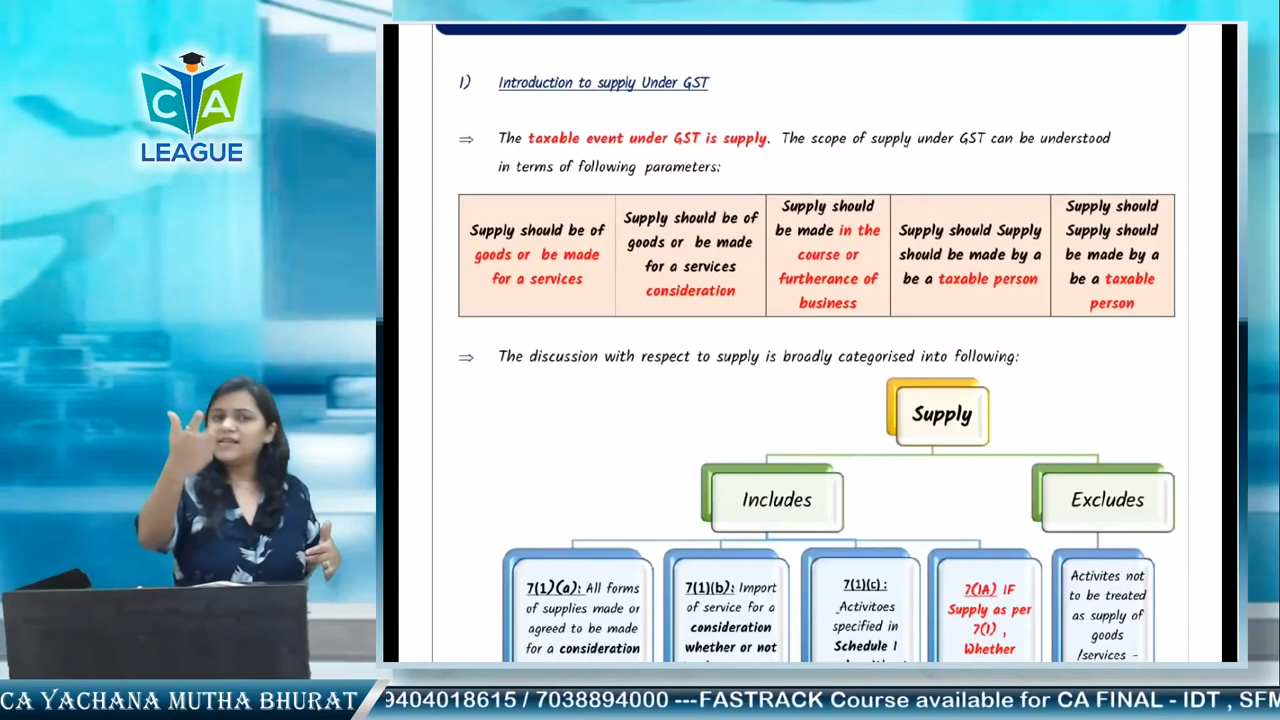 C A
LEAGUE
I) Introduction to supply Under GST
⇒ The taxable event under GST is supply. The scope of supply under GST can be understood
in terms of following parameters:
Supply should be of
goods or be made
for a services
Supply should be of
goods or be made
for a services
consideration
Supply should
be made in the
course or
furtherance of
business
Supply should Supply
should be made by a
be a taxable person
Supply should
Supply should
be made by a
be a taxable
person
⇒ The discussion with respect to supply is broadly categorised into following:
Supply
Includes
Excludes
7(1)(a): All forms
of supplies made or
agreed to be made
for a consideration
7(1)(b): Import
of service for a
consideration
whether or not
7(1)(c) :
Activitoes
specified in
Schedule I
7(1A) IF
Supply as per
7(1) ,
Whether
Activites not
to be treated
as supply of
goods
/services -
CA YACHANA MUTHA BHURAT
9404018615 / 7038894000 ---FASTRACK Course available for CA FINAL - IDT , SFM